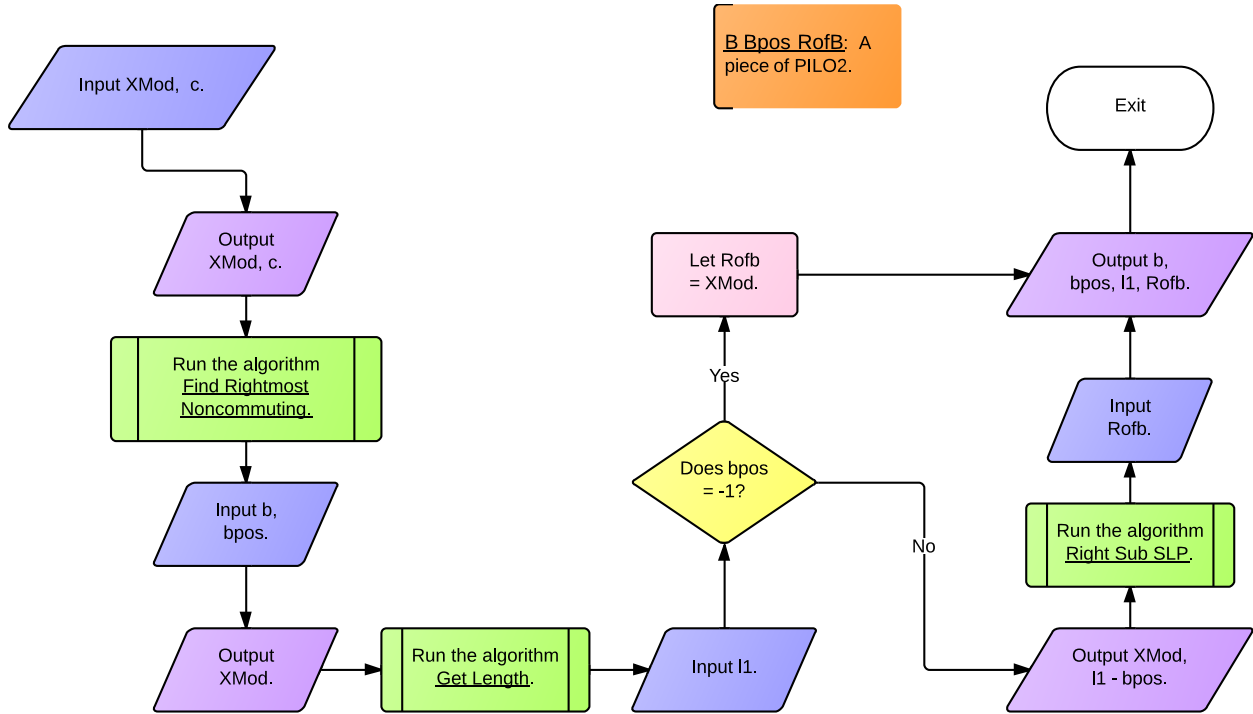 Input XMod,  c.
Output
XMod, c.
Run the algorithm
Find Rightmost
Noncommuting.
Input b,
bpos.
Output
XMod.
Run the algorithm
Get Length.
Input l1.
Does bpos
= -1?
Yes
No
Let Rofb
= XMod.
B Bpos RofB:  A
piece of PILO2.
Output XMod,
l1 - bpos.
Run the algorithm
Right Sub SLP.
Input
Rofb.
Output b,
bpos, l1, Rofb.
Exit